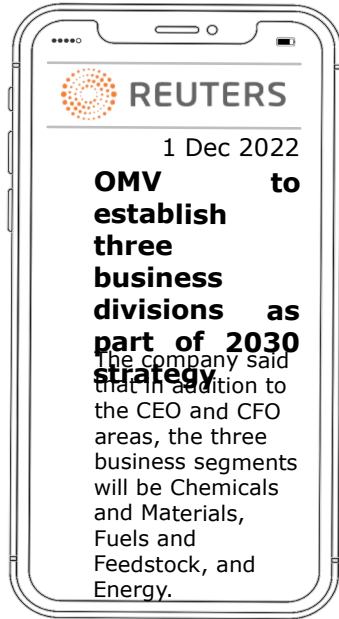 REUTERS
1 Dec 2022
OMV to
establish
three
business
divisions as
part of 2030
The company said
strategy
that in addition to
the CEO and CFO
areas, the three
business segments
will be Chemicals
and Materials,
Fuels and
Feedstock, and
Energy.